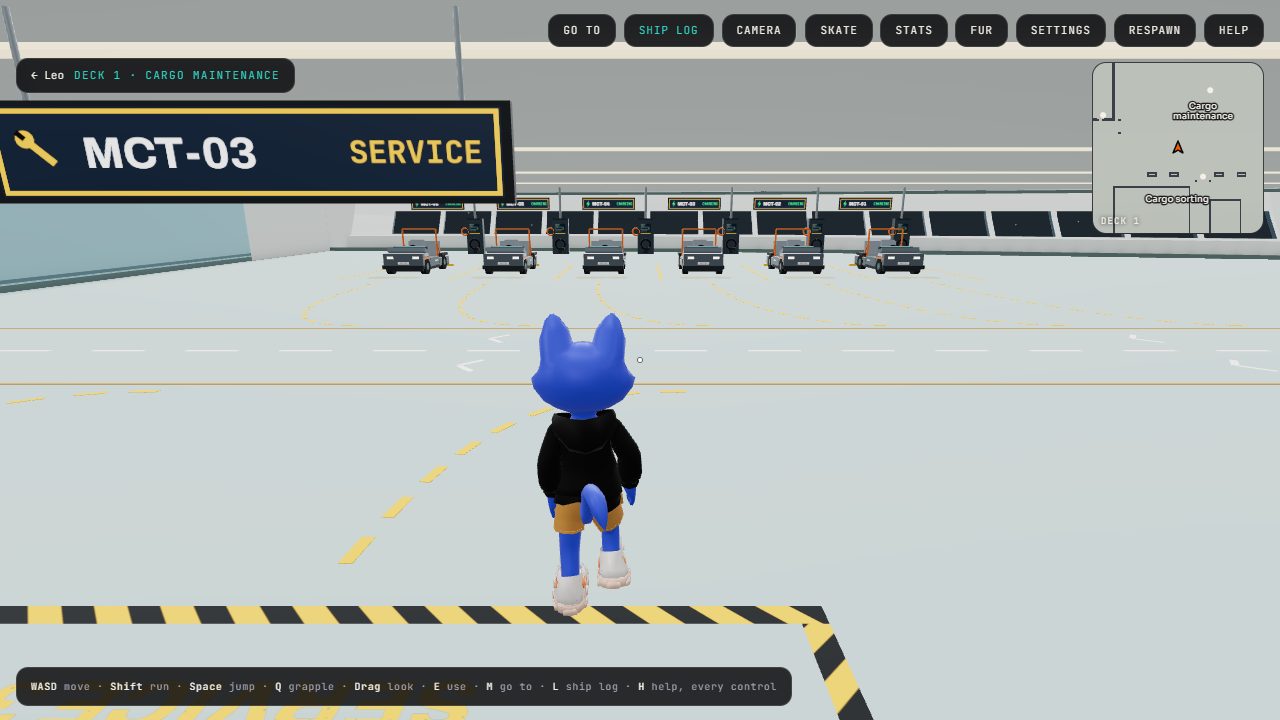 GO TO
SHIP LOG
CAMERA
SKATE
STATS
FUR
SETTINGS
RESPAWN
HELP
← Leo DECK 1 · CARGO MAINTENANCE
MCT-03 SERVICE
Cargo
maintenance
Cargo sorting
DECK 1
WASD move · Shift run · Space jump · Q grapple · Drag look · E use · M go to · L ship log · H help, every control